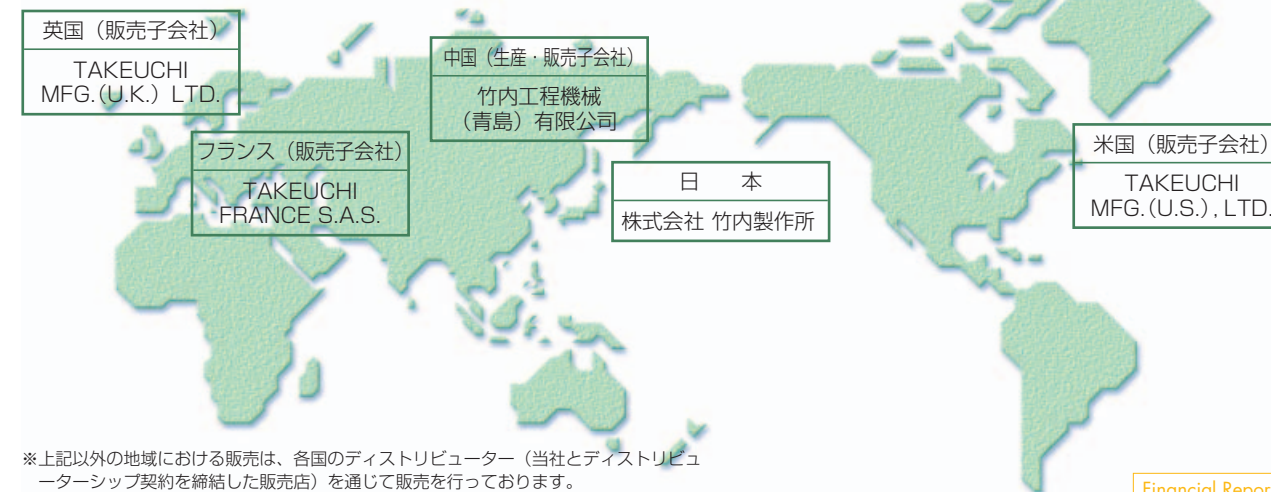 英国（販売子会社）
TAKEUCHI
MFG.(U.K.) LTD.
中国（生産・販売子会社）
竹内工程機械
（青島）有限公司
フランス（販売子会社）
TAKEUCHI
FRANCE S.A.S.
日　本
株式会社 竹内製作所
米国（販売子会社）
TAKEUCHI
MFG.(U.S.), LTD.
※上記以外の地域における販売は、各国のディストリビューター（当社とディストリビュ
ーターシップ契約を締結した販売店）を通じて販売を行っております。
Financial Repor